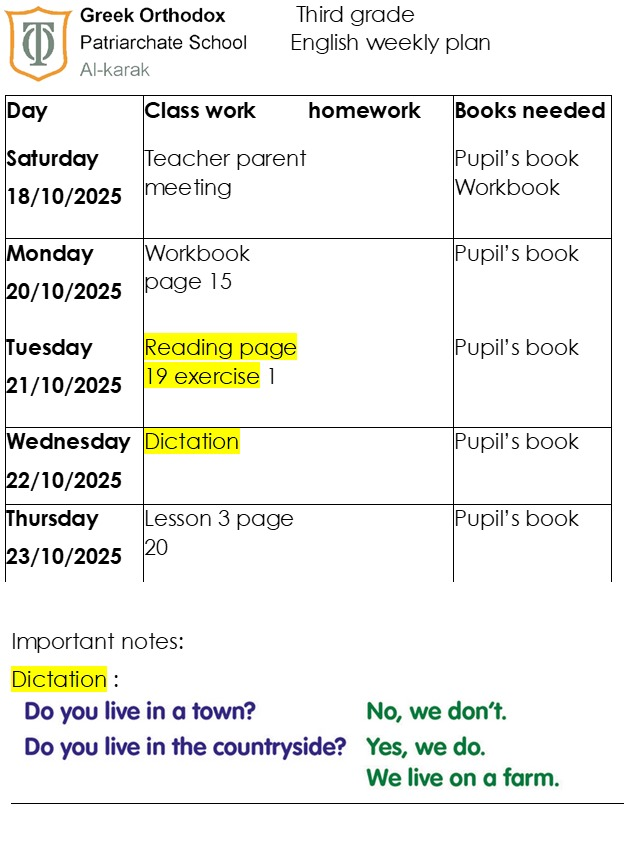 Greek Orthodox
Patriarchate School
Al-karak
Third grade
English weekly plan
Day Class work homework Books needed
Saturday
18/10/2025
Teacher parent
meeting
Pupil's book
Workbook
Monday
20/10/2025
Workbook
page 15
Pupil's book
Tuesday
21/10/2025
Reading page
19 exercise 1
Pupil's book
Wednesday
22/10/2025
Dictation
Pupil's book
Thursday
23/10/2025
Lesson 3 page
20
Pupil's book
Important notes:
Dictation :
Do you live in a town? No, we don't.
Do you live in the countryside? Yes, we do.
We live on a farm.